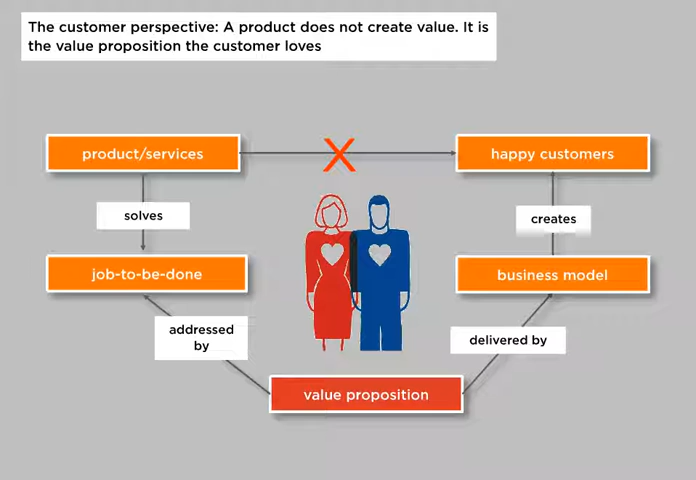 The customer perspective: A product does not create value. It is
the value proposition the customer loves
product/services
X
happy customers
solves
creates
job-to-be-done
business model
addressed
by
delivered by
value proposition